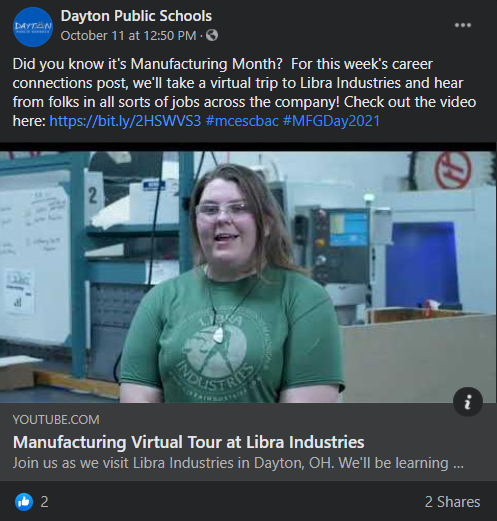 DAYTON
Dayton Public Schools
October 11 at 12:50 PM ·
Did you know it's Manufacturing Month? For this week's career
connections post, we'll take a virtual trip to Libra Industries and hear
from folks in all sorts of jobs across the company! Check out the video
here: https://bit.ly/2HSWVS3 #mcescbac #MFGDay2021
2
LIBRA
INDUSTRIES
YOUTUBE.COM
Manufacturing Virtual Tour at Libra Industries
Join us as we visit Libra Industries in Dayton, OH. We'll be learning ...
2
2 Shares